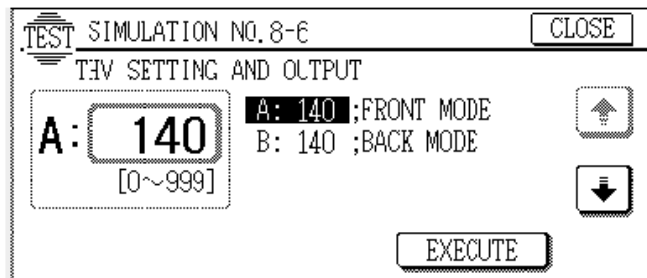 TEST SIMULATION NO.8-6 CLOSE
THV SETTING AND OUTPUT
A: 140
[0~999]
A: 140 ;FRONT MODE
B: 140 ;BACK MODE
EXECUTE